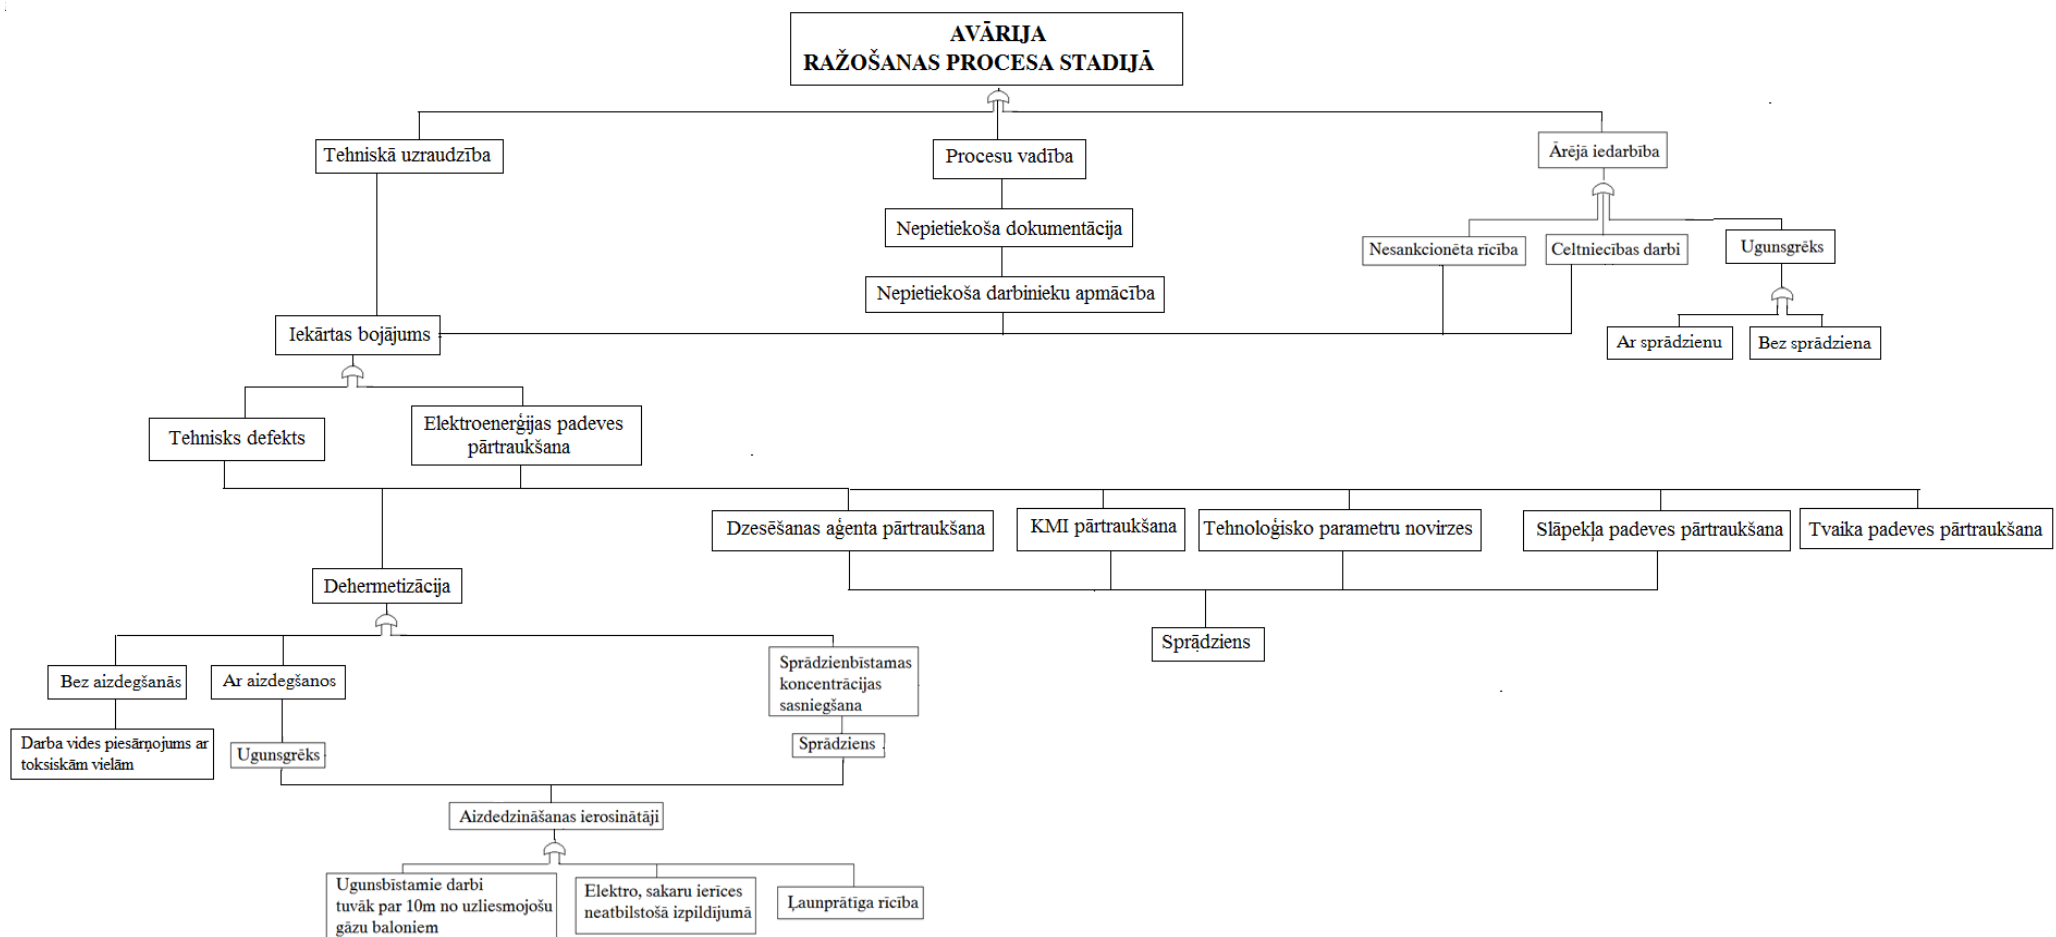 AVĀRIJA
RAŽOŠANAS PROCESA STADIJĀ
Tehniskā uzraudzība
Procesu vadība
Ārējā iedarbība
Nepietiekoša dokumentācija
Nesankcionēta rīcība
Celtniecības darbi
Ugunsgrēks
Nepietiekoša darbinieku apmācība
Iekārtas bojājums
Ar sprādzienu
Bez sprādziena
Tehnisks defekts
Elektroenerģijas padeves
pārtraukšana
Dzesēšanas aģenta pārtraukšana
KMI pārtraukšana
Tehnoloģisko parametru novirzes
Slāpekļa padeves pārtraukšana
Tvaika padeves pārtraukšana
Dehermetizācija
Sprādziens
Bez aizdegšanās
Ar aizdegšanos
Sprādzienbīstamas
koncentrācijas
sasniegšana
Darba vides piesārņojums ar
toksiskām vielām
Ugunsgrēks
Sprādziens
Aizdedzināšanas ierosinātāji
Ugunsbīstamie darbi
tuvāk par 10m no uzliesmojošu
gāzu baloniem
Elektro, sakaru ierīces
neatbilstošā izpildījumā
Ļaunprātīga rīcība